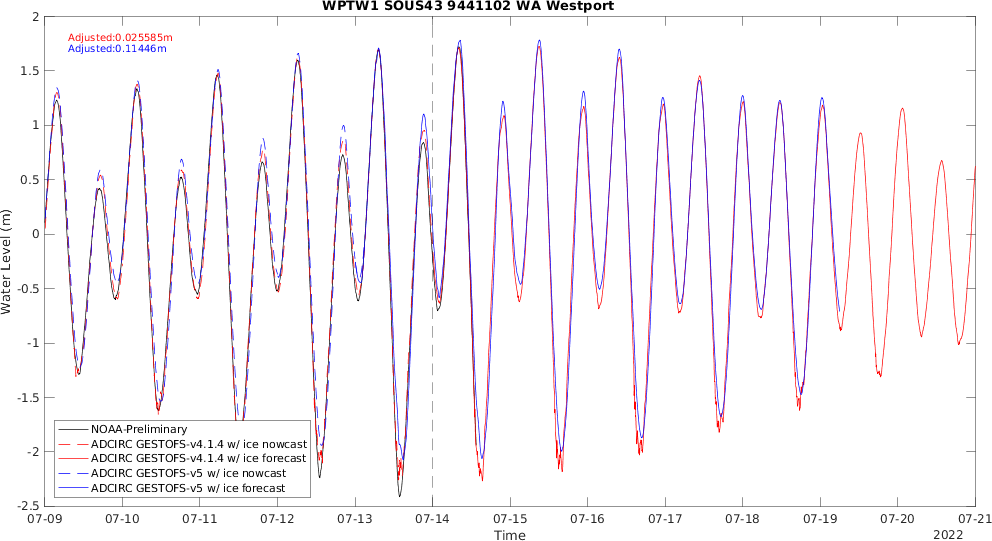 WPTW1 SOUS43 9441102 WA Westport
Adjusted:0.025585m
Adjusted:0.11446m
2
1.5
1
0.5
0
-0.5
-1
-1.5
-2
-2.5
Water Level (m)
NOAA-Preliminary
ADCIRC GESTOFS-v4.1.4 w/ ice nowcast
ADCIRC GESTOFS-v4.1.4 w/ ice forecast
ADCIRC GESTOFS-v5 w/ ice nowcast
ADCIRC GESTOFS-v5 w/ ice forecast
07-09 07-10 07-11 07-12 07-13 07-14 07-15 07-16 07-17 07-18 07-19 07-20 07-21
Time
2022